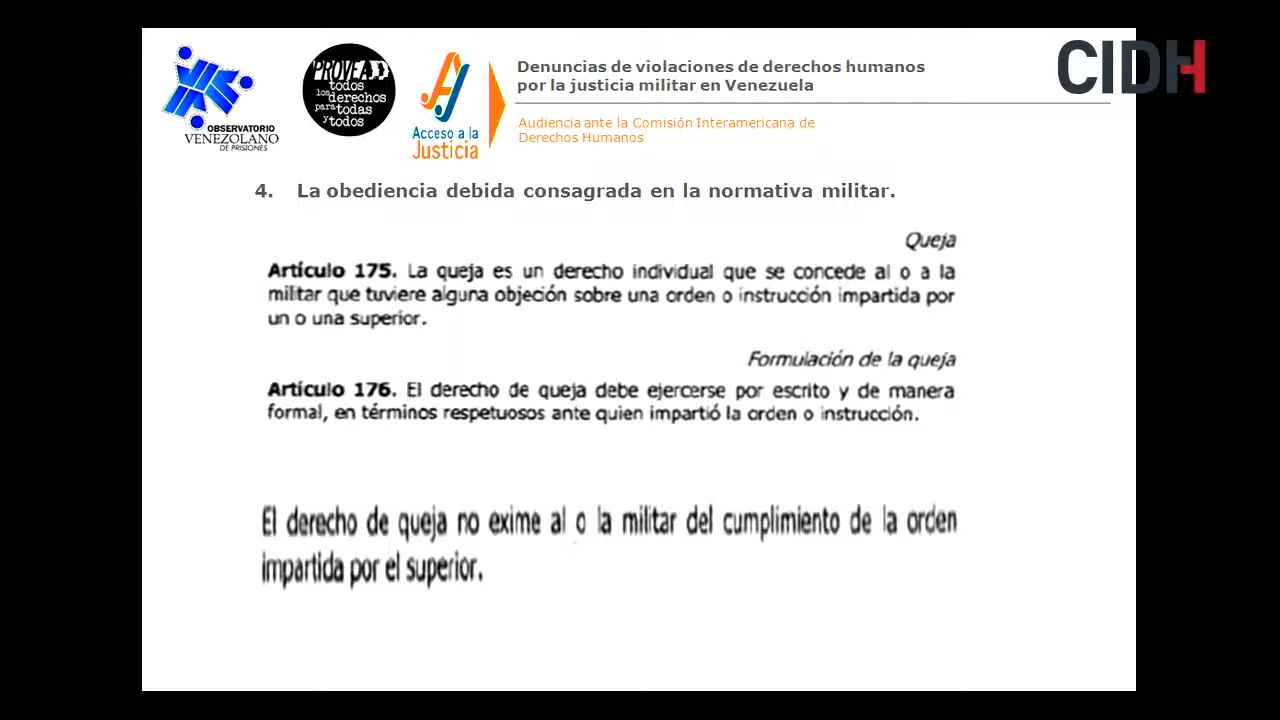 OBSERVATORIO
VENEZOLANO
DE PRISIONES
PROVEA
todos
los derechos
para todas
y todos
Acceso a la
Justicia
Denuncias de violaciones de derechos humanos
por la justicia militar en Venezuela
Audiencia ante la Comisión Interamericana de
Derechos Humanos
CIDH
4. La obediencia debida consagrada en la normativa militar.
Queja
Artículo 175. La queja es un derecho individual que se concede al o a la
militar que tuviere alguna objeción sobre una orden o instrucción impartida por
un o una superior.
Formulación de la queja
Artículo 176. El derecho de queja debe ejercerse por escrito y de manera
formal, en términos respetuosos ante quien impartió la orden o instrucción.
El derecho de queja no exime al o la militar del cumplimiento de la orden
impartida por el superior.